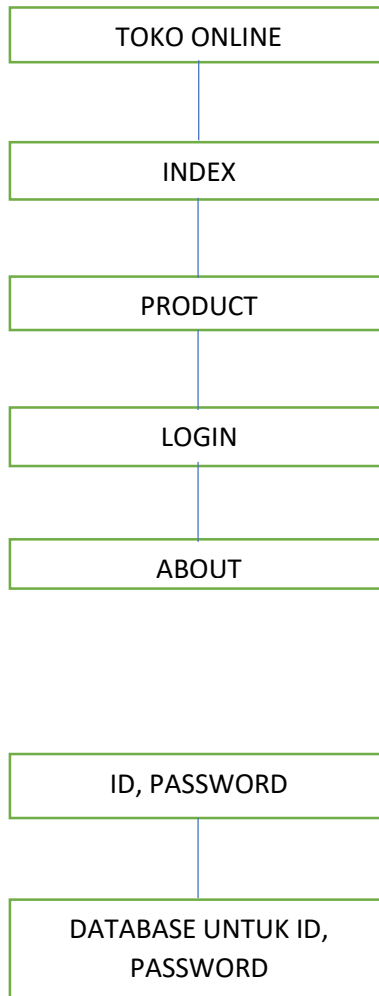 TOKO ONLINE
INDEX
PRODUCT
LOGIN
ABOUT
ID, PASSWORD
DATABASE UNTUK ID,
PASSWORD